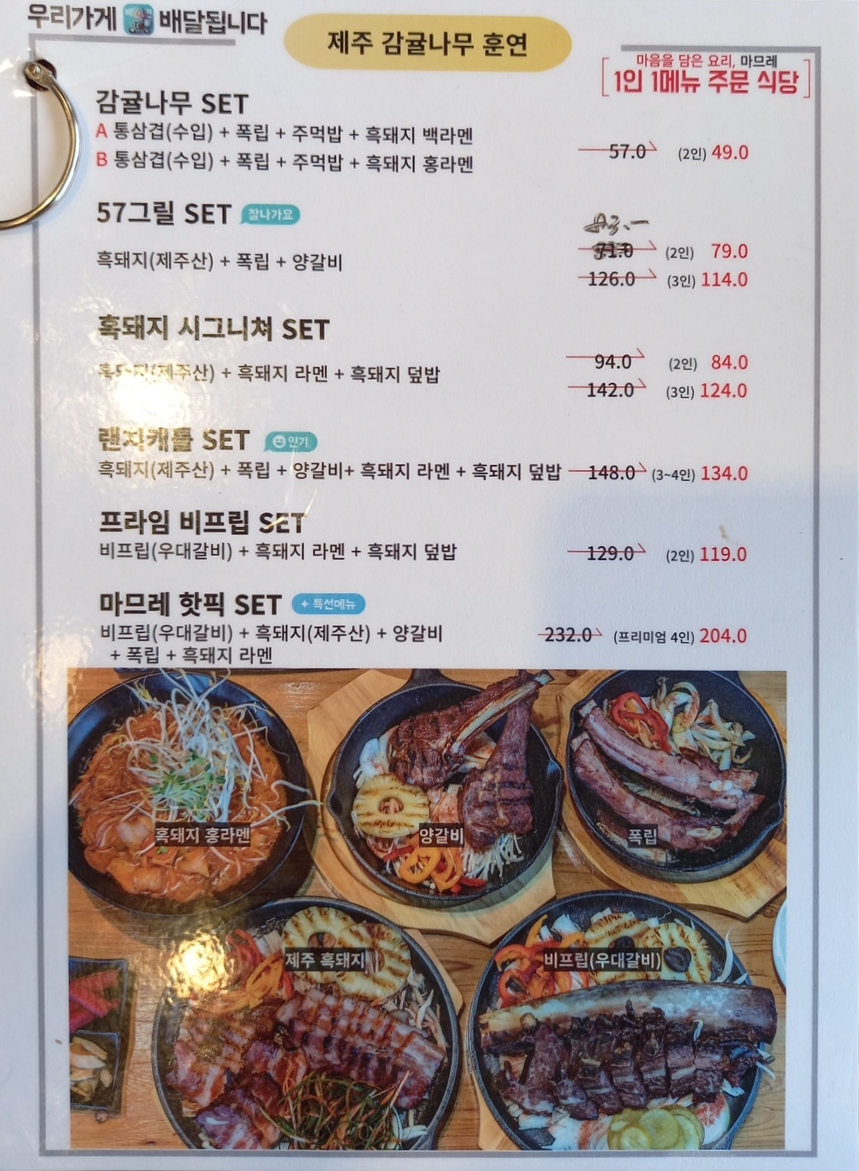 우리가게 배달됩니다
제주 감귤나무 훈연
마음을 담은 요리, 마므레
1인 1메뉴 주문 식당
감귤나무 SET
A 통삼겹(수입) + 폭립 + 주먹밥 + 흑돼지 백라멘
B 통삼겹(수입) + 폭립 + 주먹밥 + 흑돼지 홍라멘
57.0 (2인) 49.0
57그릴 SET 잘나가요
흑돼지(제주산) + 폭립 + 양갈비
71.0 (2인) 79.0
126.0 (3인) 114.0
흑돼지 시그니쳐 SET
흑돼지(제주산) + 흑돼지 라멘 + 흑돼지 덮밥
94.0 (2인) 84.0
142.0 (3인) 124.0
랜치캐틀 SET 인기
흑돼지(제주산) + 폭립 + 양갈비+ 흑돼지 라멘 + 흑돼지 덮밥 148.0 (3~4인) 134.0
프라임 비프립 SET
비프립(우대갈비) + 흑돼지 라멘 + 흑돼지 덮밥 129.0 (2인) 119.0
마므레 핫픽 SET 특선메뉴
비프립(우대갈비) + 흑돼지(제주산) + 양갈비 232.0 (프리미엄 4인) 204.0
+ 폭립 + 흑돼지 라멘
흑돼지 홍라멘
양갈비
폭립
제주 흑돼지
비프립(우대갈비)